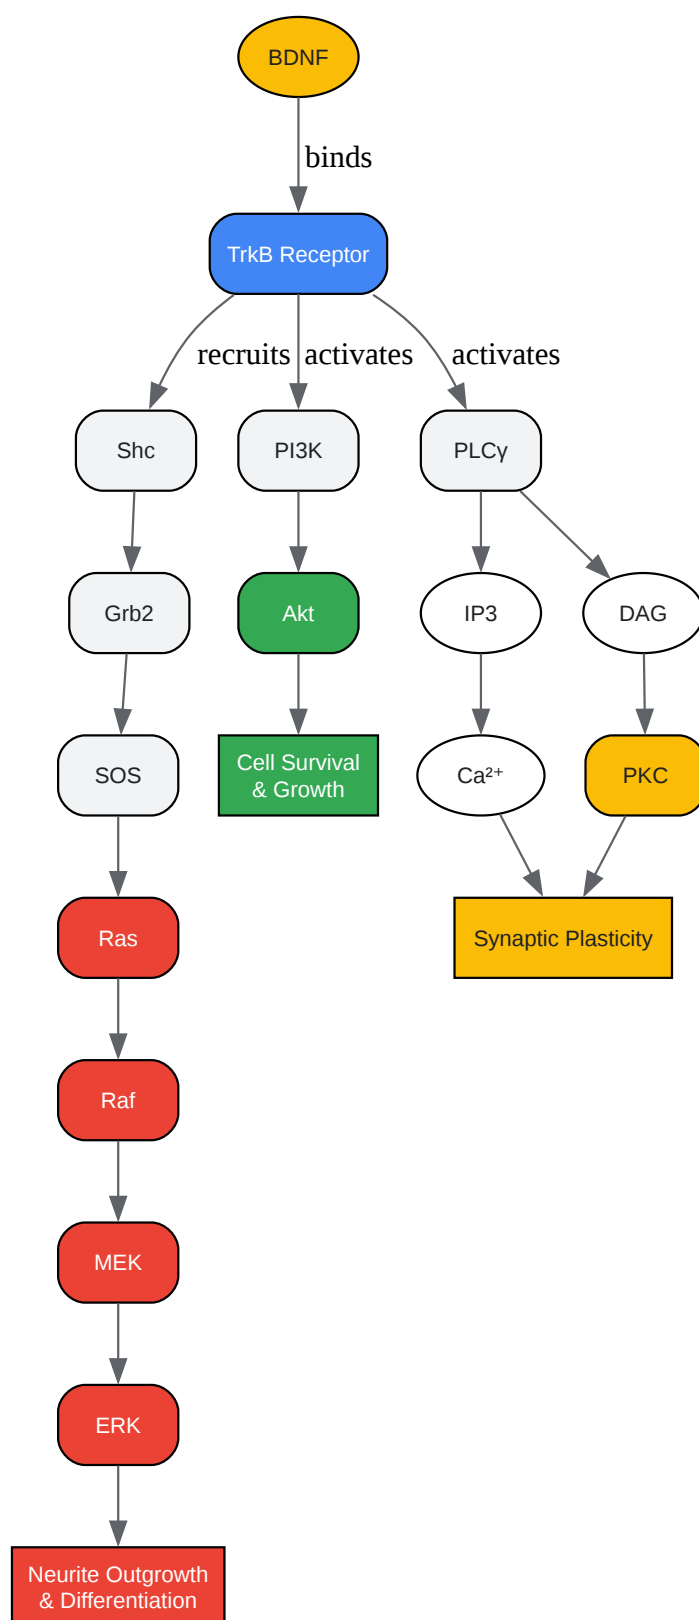 BDNF
binds
TrkB Receptor
recruits
activates
activates
Shc
PI3K
PLCγ
Grb2
Akt
IP3
DAG
SOS
Cell Survival
& Growth
Ca²⁺
PKC
Ras
Synaptic Plasticity
Raf
MEK
ERK
Neurite Outgrowth
& Differentiation